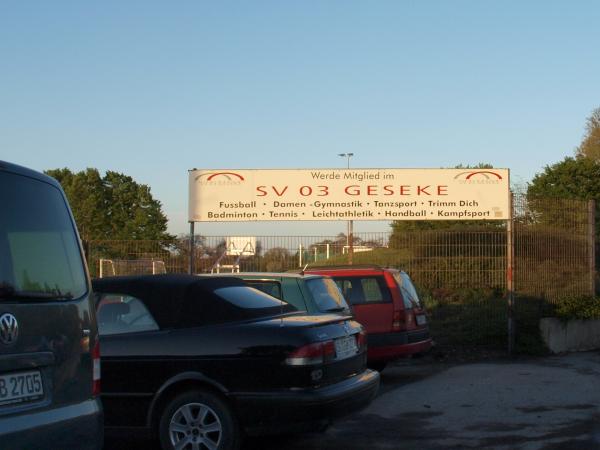 Werde Mitglied im
SV 03 GESEKE
Fussball • Damen -Gymnastik • Tanzsport • Trimm Dich
Badminton • Tennis • Leichtathletik • Handball • Kampfsport
B 2705